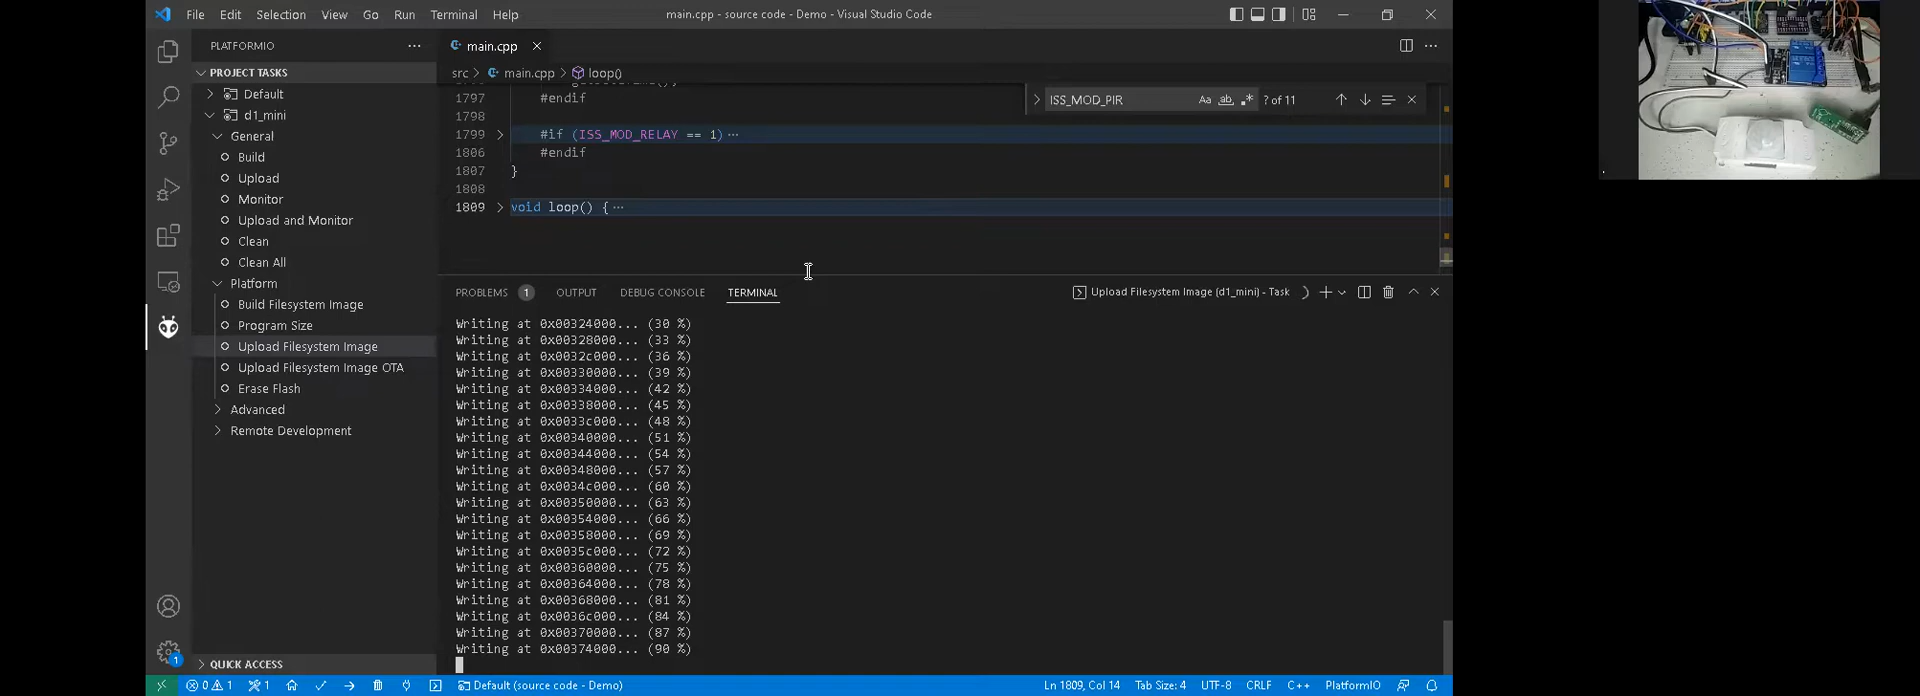 File Edit Selection View Go Run Terminal Help
main.cpp - source code - Demo - Visual Studio Code
PLATFORMIO
PROJECT TASKS
Default
d1_mini
General
Build
Upload
Monitor
Upload and Monitor
Clean
Clean All
Platform
Build Filesystem Image
Program Size
Upload Filesystem Image
Upload Filesystem Image OTA
Erase Flash
Advanced
Remote Development
QUICK ACCESS
main.cpp
src > main.cpp > loop()
ISS_MOD_PIR Aa ab ? of 11
1797 #endif
1798
1799 #if (ISS_MOD_RELAY == 1) ...
1806 #endif
1807 }
1808
1809 void loop() { ...
PROBLEMS 1 OUTPUT DEBUG CONSOLE TERMINAL
Upload Filesystem Image (d1_mini) - Task
Writing at 0x00324000... (30 %)
Writing at 0x00328000... (33 %)
Writing at 0x0032c000... (36 %)
Writing at 0x00330000... (39 %)
Writing at 0x00334000... (42 %)
Writing at 0x00338000... (45 %)
Writing at 0x0033c000... (48 %)
Writing at 0x00340000... (51 %)
Writing at 0x00344000... (54 %)
Writing at 0x00348000... (57 %)
Writing at 0x0034c000... (60 %)
Writing at 0x00350000... (63 %)
Writing at 0x00354000... (66 %)
Writing at 0x00358000... (69 %)
Writing at 0x0035c000... (72 %)
Writing at 0x00360000... (75 %)
Writing at 0x00364000... (78 %)
Writing at 0x00368000... (81 %)
Writing at 0x0036c000... (84 %)
Writing at 0x00370000... (87 %)
Writing at 0x00374000... (90 %)
1
0 1 1 Default (source code - Demo)
Ln 1809, Col 14 Tab Size: 4 UTF-8 CRLF C++ PlatformIO